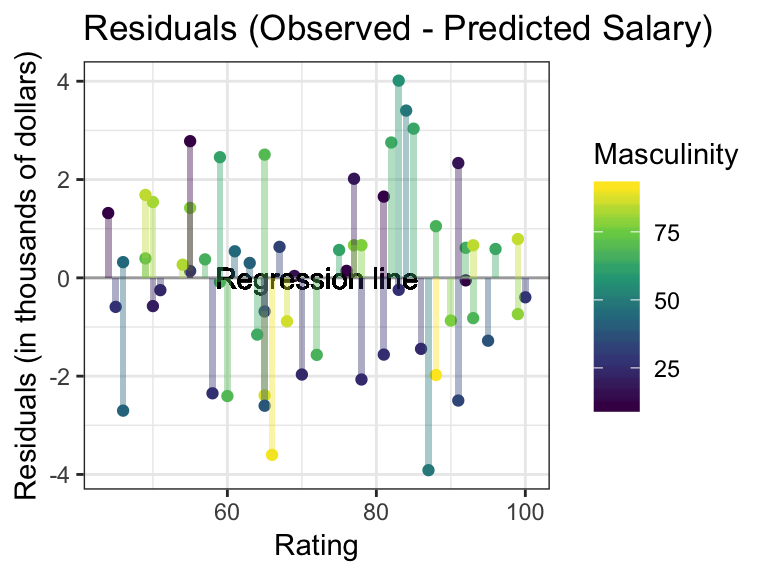 Residuals (Observed - Predicted Salary)
Residuals (in thousands of dollars)
4
2
0
-2
-4
Regression line
60
80
100
Rating
Masculinity
75
50
25